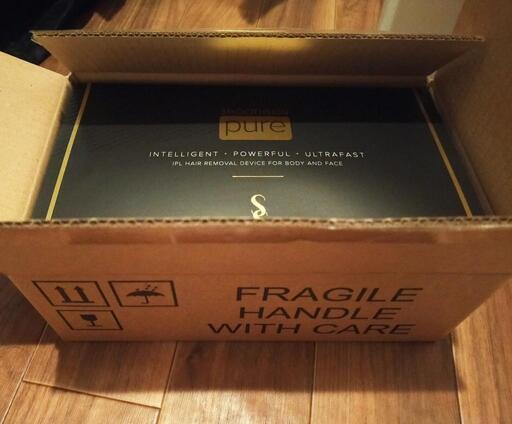 pure
INTELLIGENT • POWERFUL • ULTRAFAST
IPL HAIR REMOVAL DEVICE FOR BODY AND FACE
S
FRAGILE
HANDLE
WITH CARE